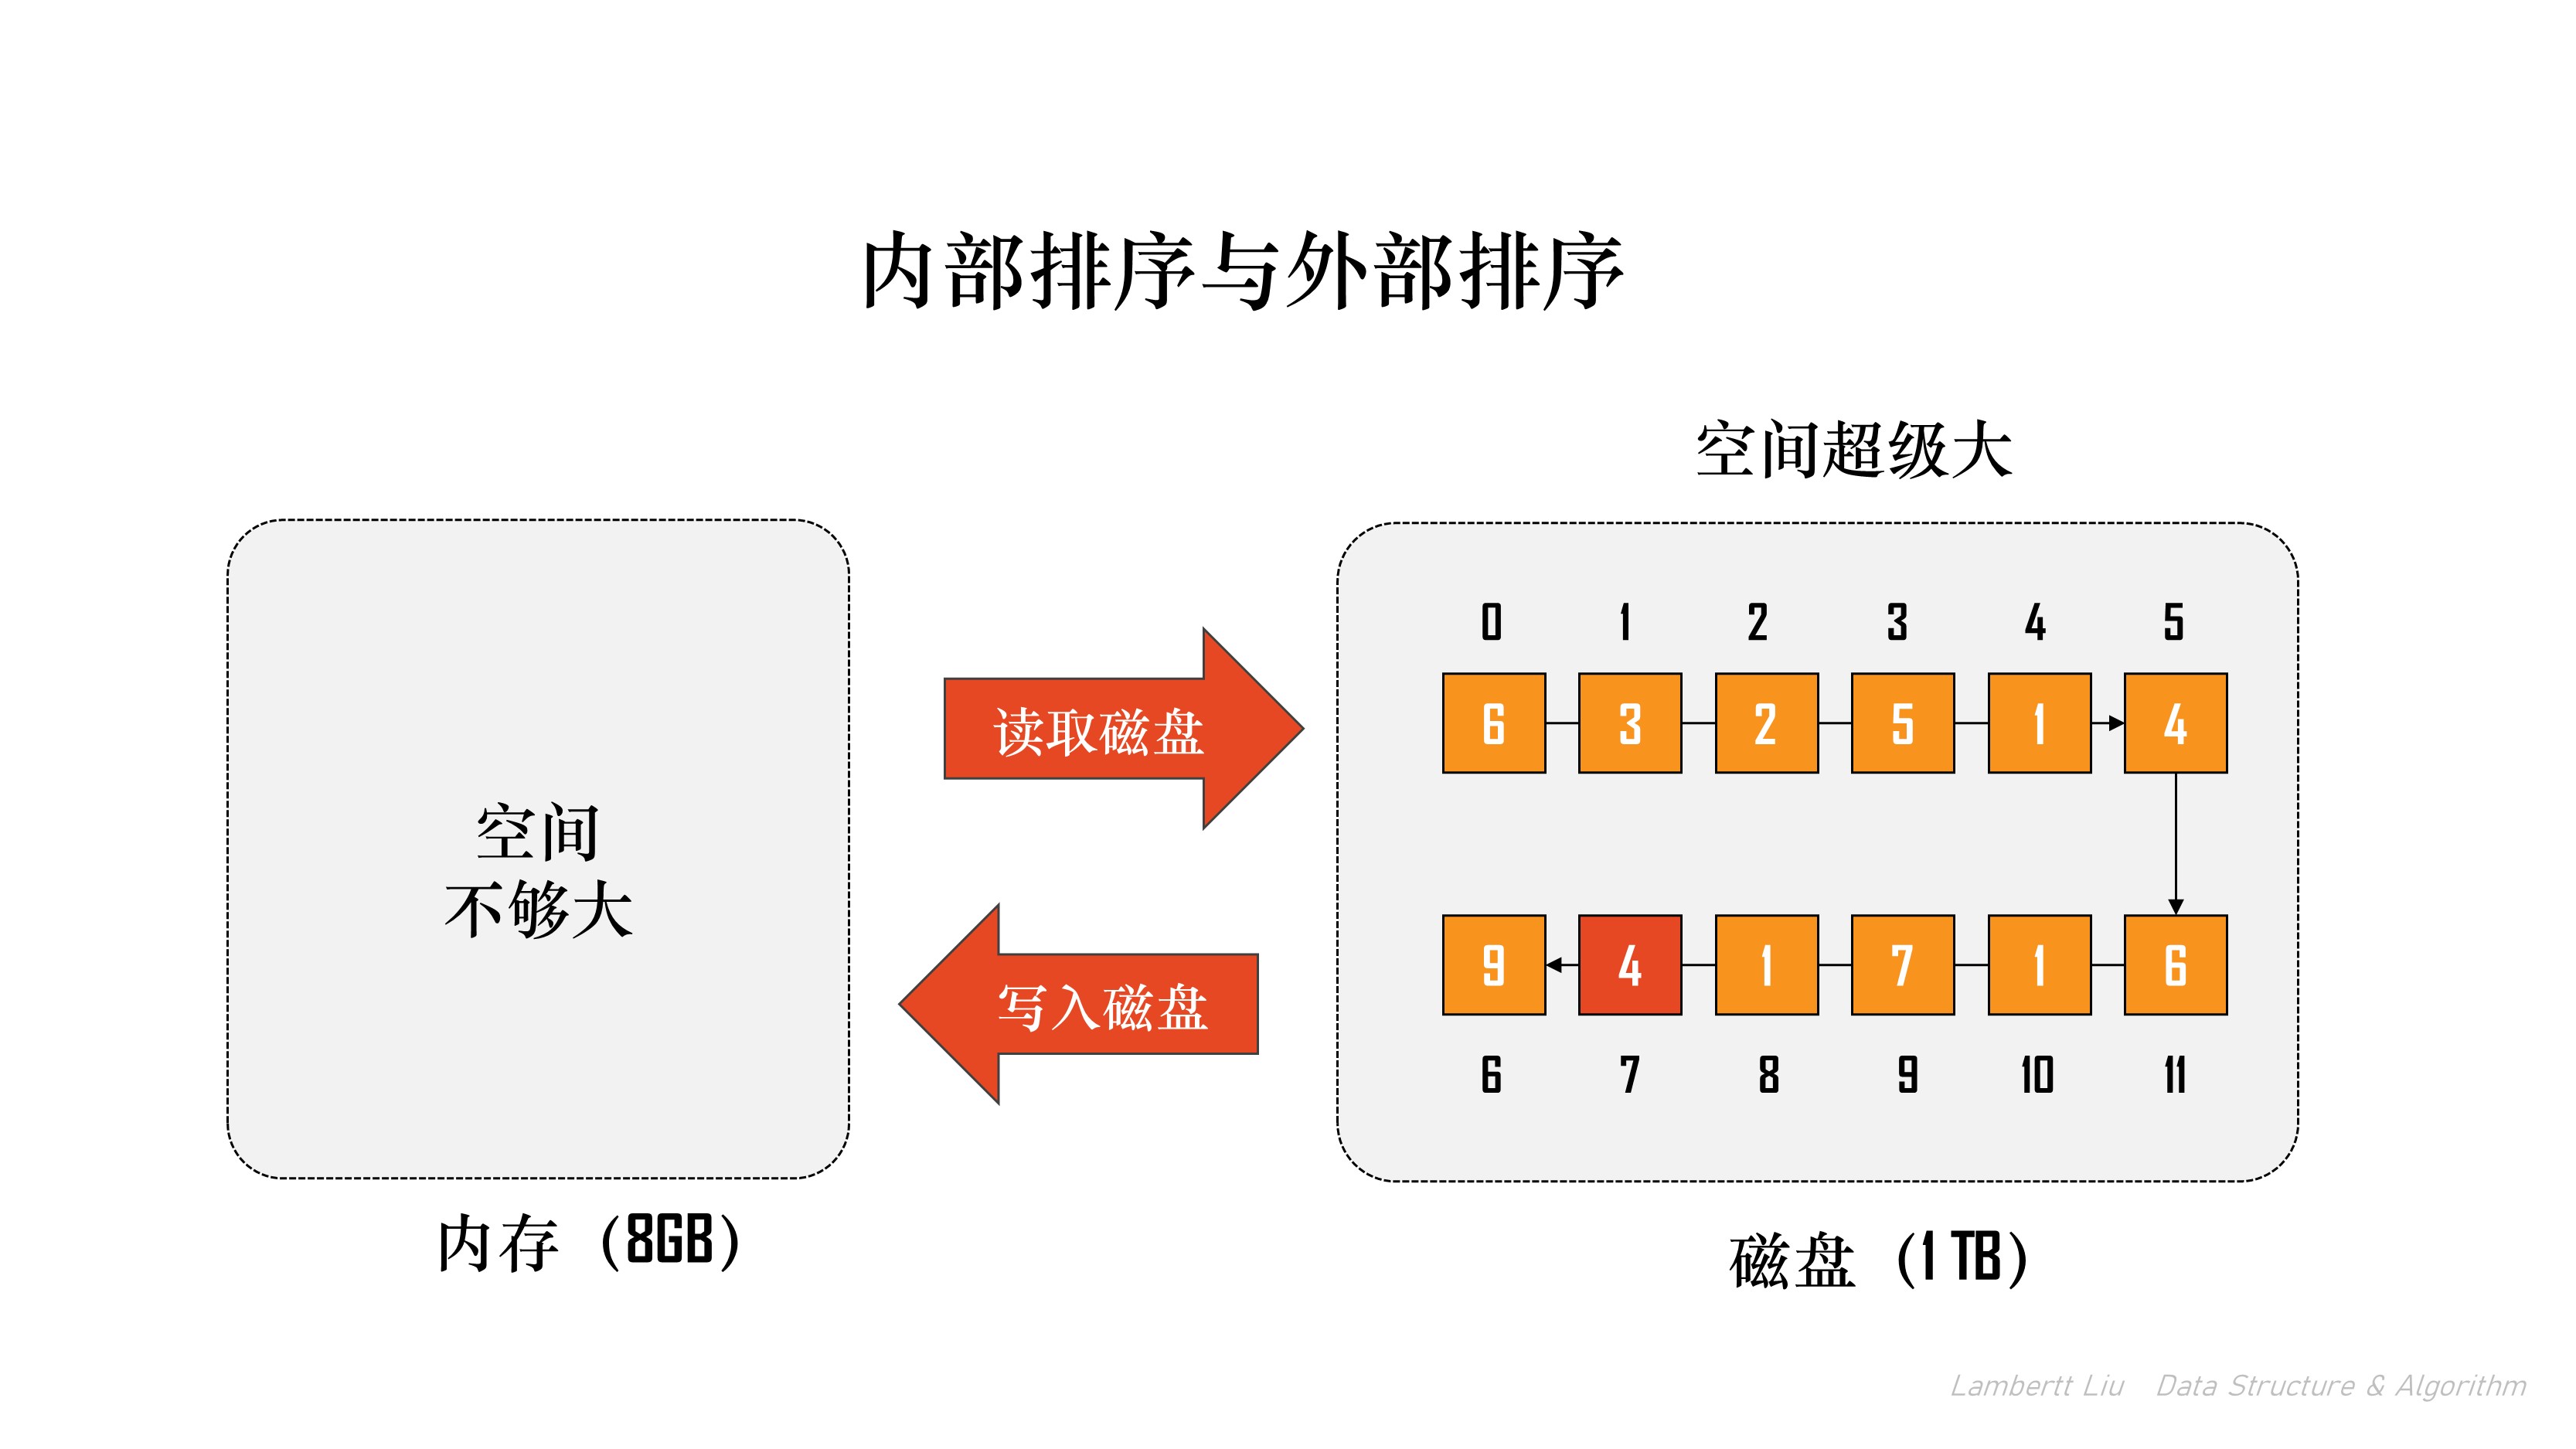 内部排序与外部排序
空间超级大
空间
不够大
读取磁盘
写入磁盘
0 1 2 3 4 5
6 3 2 5 1 4
9 4 1 7 1 6
6 7 8 9 10 11
内存（8GB）
磁盘（1 TB）
Lambertt Liu Data Structure & Algorithm